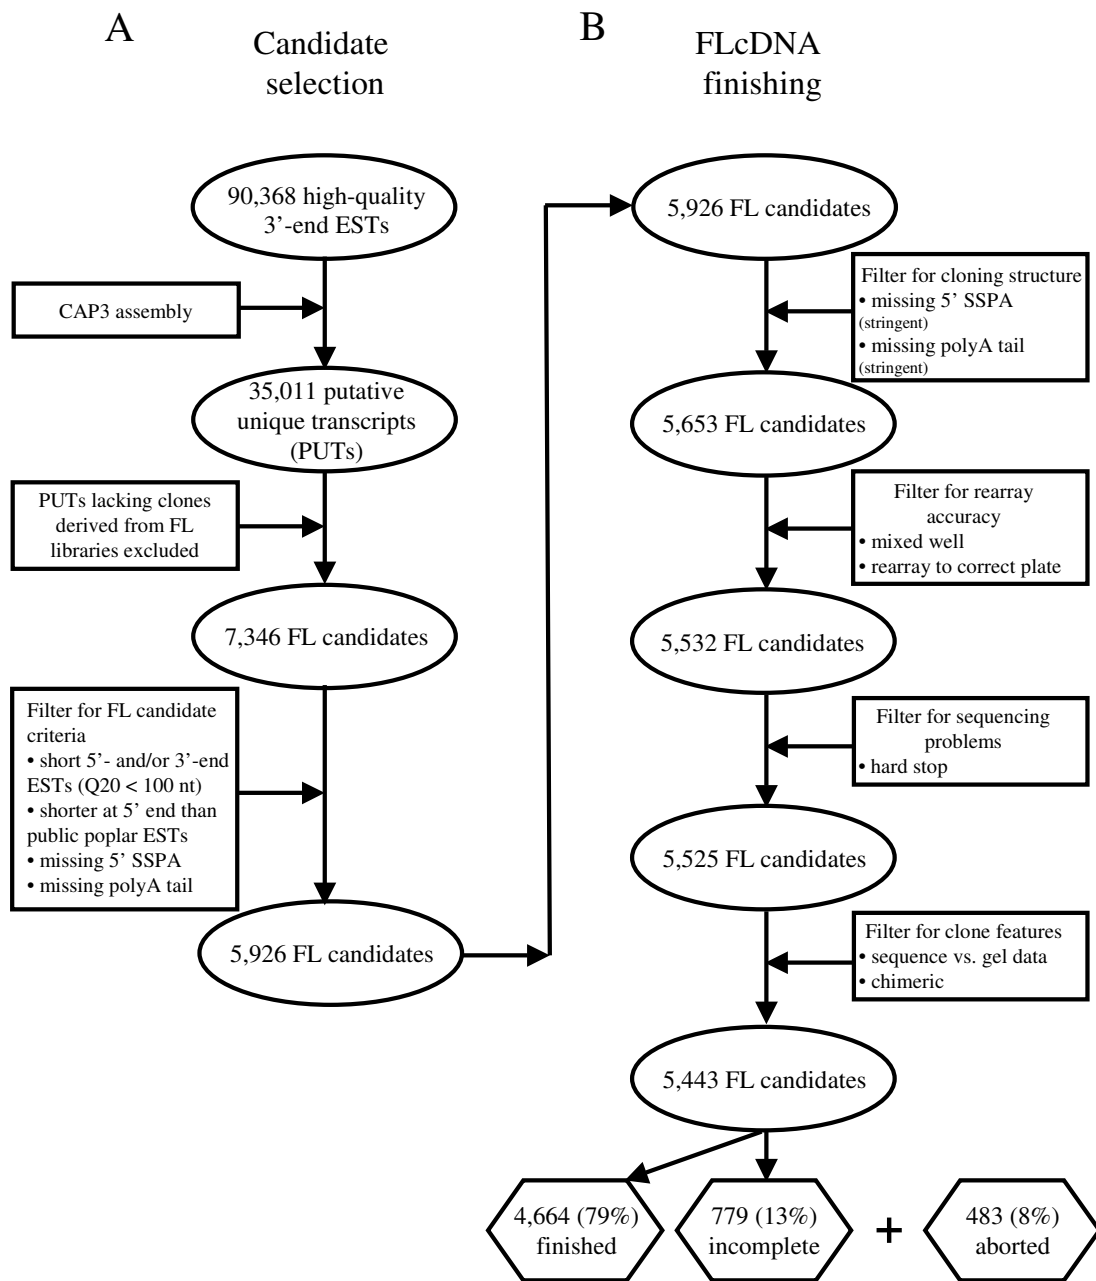 A
Candidate
selection
90,368 high-quality
3’-end ESTs
CAP3 assembly
35,011 putative
unique transcripts
(PUTs)
PUTs lacking clones
derived from FL
libraries excluded
7,346 FL candidates
Filter for FL candidate
criteria
• short 5’- and/or 3’-end
ESTs (Q20 < 100 nt)
• shorter at 5’ end than
public poplar ESTs
• missing 5’ SSPA
• missing polyA tail
5,926 FL candidates
B
FLcDNA
finishing
5,926 FL candidates
Filter for cloning structure
• missing 5’ SSPA
(stringent)
• missing polyA tail
(stringent)
5,653 FL candidates
Filter for rearray
accuracy
• mixed well
• rearray to correct plate
5,532 FL candidates
Filter for sequencing
problems
• hard stop
5,525 FL candidates
Filter for clone features
• sequence vs. gel data
• chimeric
5,443 FL candidates
4,664 (79%)
finished
779 (13%)
incomplete
+
483 (8%)
aborted